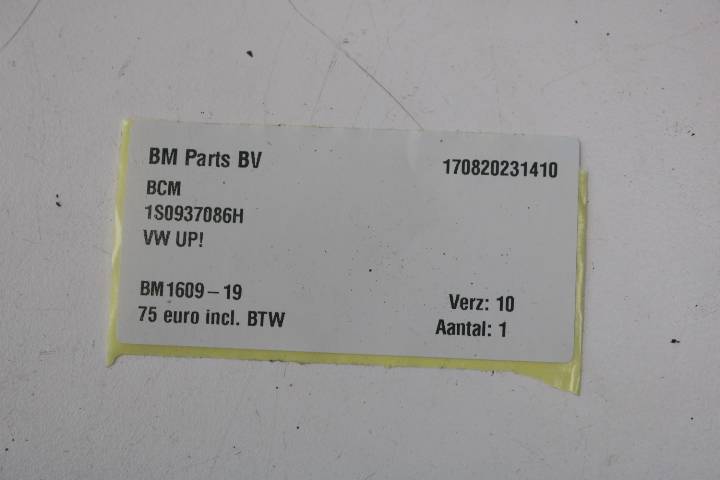 BM Parts BV 170820231410
BCM
1S0937086H
VW UP!
BM1609-19 Verz: 10
75 euro incl. BTW Aantal: 1